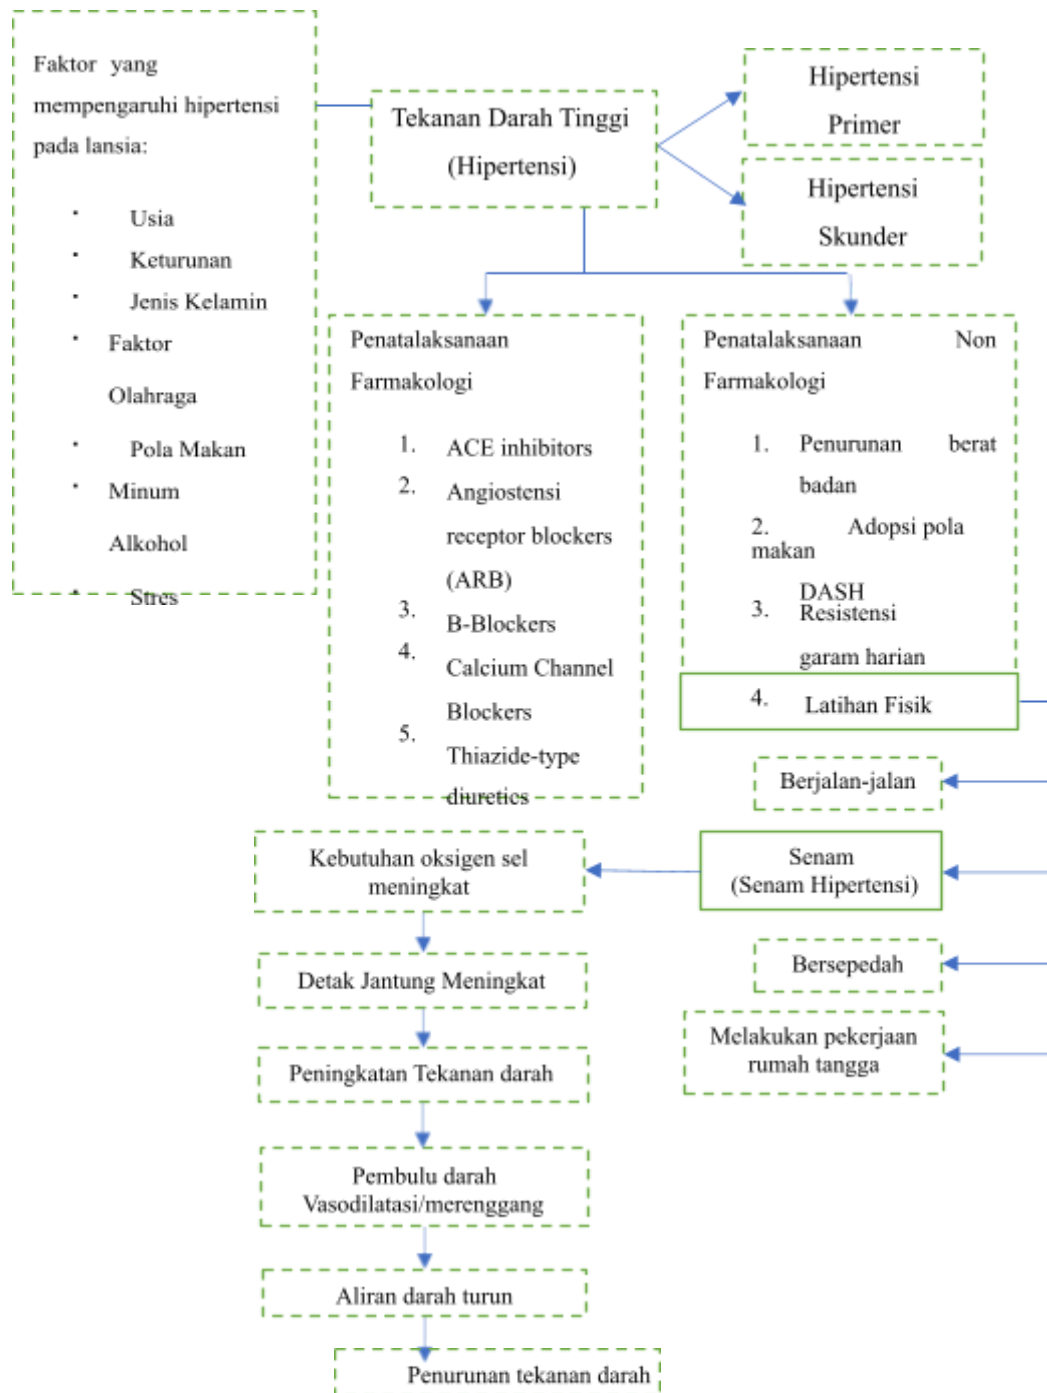 Faktor yang
mempengaruhi hipertensi
pada lansia:
· Usia
· Keturunan
· Jenis Kelamin
· Faktor
Olahraga
· Pola Makan
· Minum
Alkohol
· Stres
Tekanan Darah Tinggi
(Hipertensi)
Hipertensi
Primer
Hipertensi
Skunder
Penatalaksanaan
Farmakologi
1. ACE inhibitors
2. Angiostensi
receptor blockers
(ARB)
3. B-Blockers
4. Calcium Channel
Blockers
5. Thiazide-type
diuretics
Penatalaksanaan Non
Farmakologi
1. Penurunan berat
badan
2. Adopsi pola
makan
DASH
3. Resistensi
garam harian
4. Latihan Fisik
Berjalan-jalan
Senam
(Senam Hipertensi)
Bersepedah
Melakukan pekerjaan
rumah tangga
Kebutuhan oksigen sel
meningkat
Detak Jantung Meningkat
Peningkatan Tekanan darah
Pembulu darah
Vasodilatasi/merenggang
Aliran darah turun
Penurunan tekanan darah